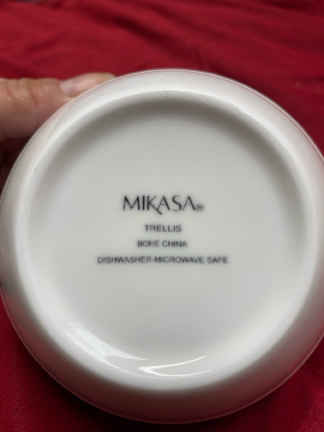 MIKASA®
TRELLIS
BONE CHINA
DISHWASHER-MICROWAVE SAFE